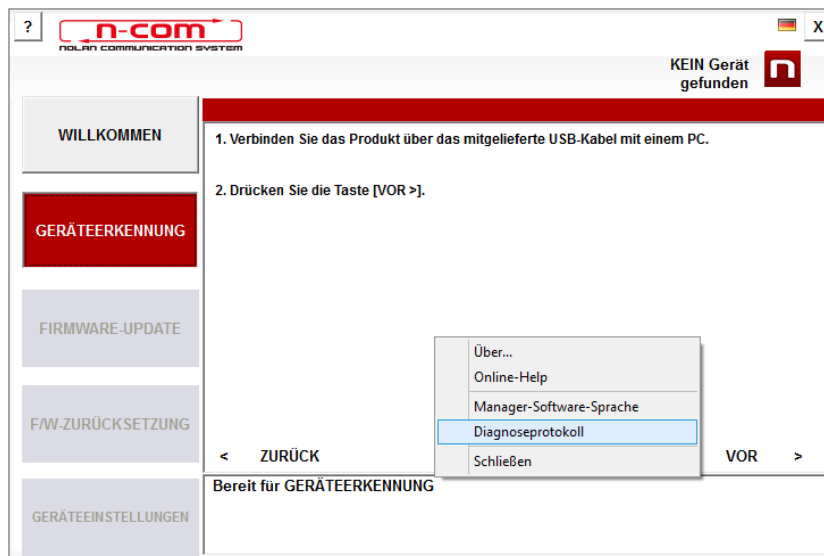 ?
n-com
NOLAN COMMUNICATION SYSTEM
X
KEIN Gerät
gefunden
n
WILLKOMMEN
GERÄTEERKENNUNG
FIRMWARE-UPDATE
F/W-ZURÜCKSETZUNG
GERÄTEEINSTELLUNGEN
1. Verbinden Sie das Produkt über das mitgelieferte USB-Kabel mit einem PC.
2. Drücken Sie die Taste [VOR >].
Über...
Online-Help
Manager-Software-Sprache
Diagnoseprotokoll
Schließen
< ZURÜCK
VOR >
Bereit für GERÄTEERKENNUNG